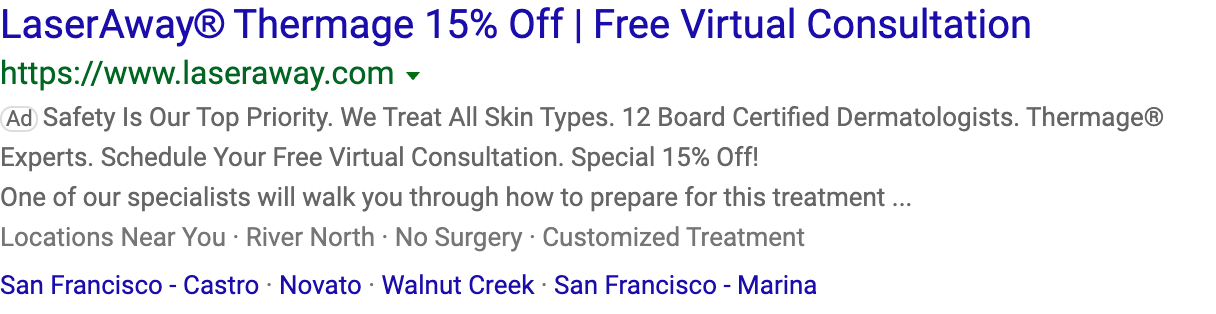 LaserAway® Thermage 15% Off | Free Virtual Consultation
https://www.laseraway.com
Ad Safety Is Our Top Priority. We Treat All Skin Types. 12 Board Certified Dermatologists. Thermage®
Experts. Schedule Your Free Virtual Consultation. Special 15% Off!
One of our specialists will walk you through how to prepare for this treatment ...
Locations Near You · River North · No Surgery · Customized Treatment
San Francisco - Castro · Novato · Walnut Creek · San Francisco - Marina